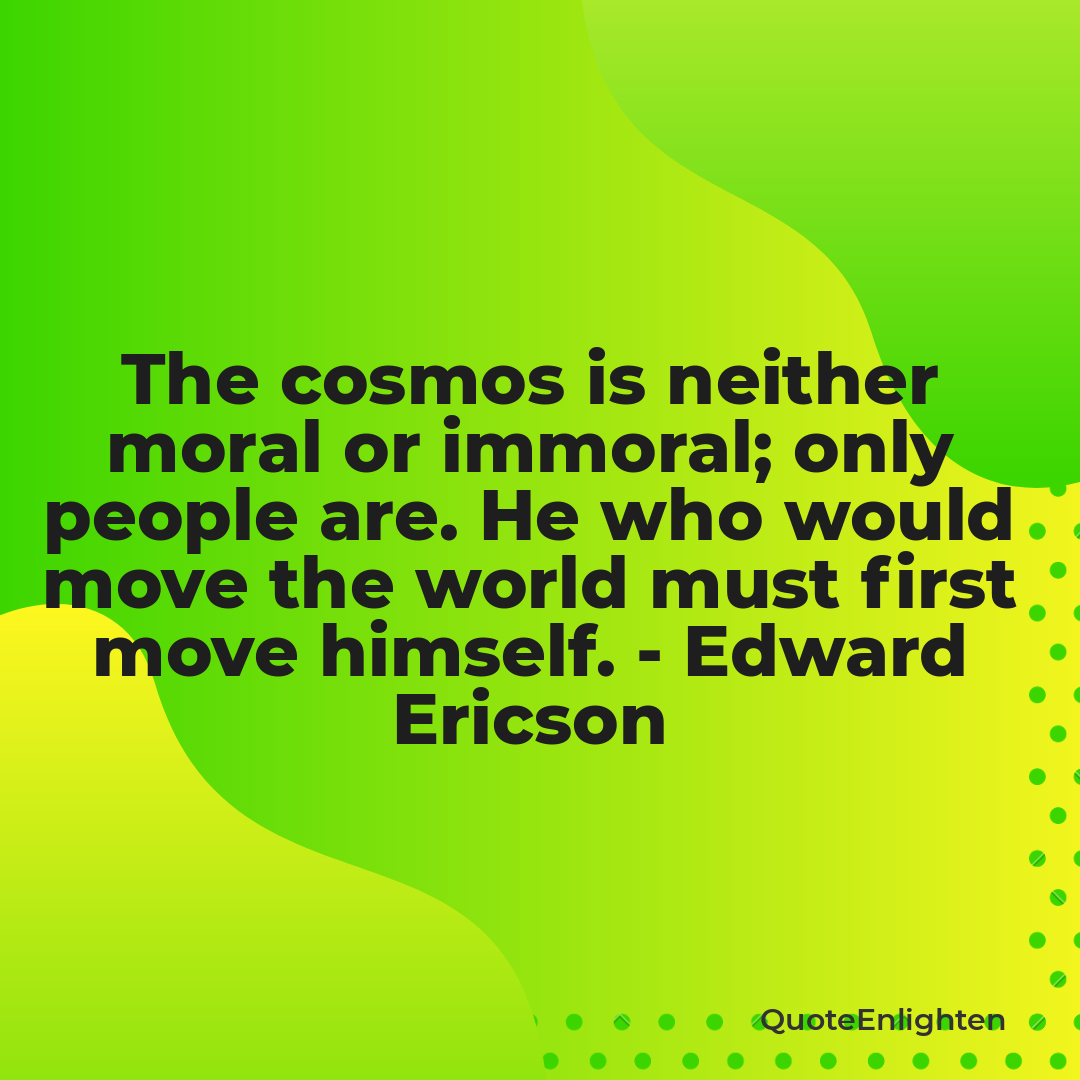 The cosmos is neither
moral or immoral; only
people are. He who would
move the world must first
move himself. - Edward
Ericson
QuoteEnlighten